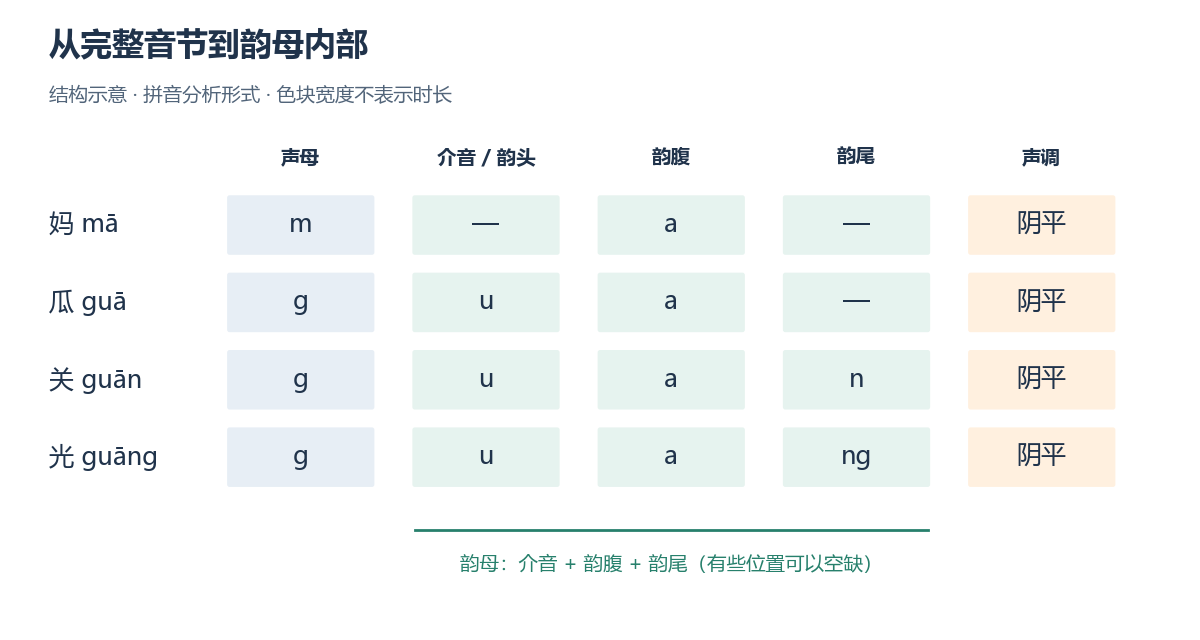 从完整音节到韵母内部
结构示意 · 拼音分析形式 · 色块宽度不表示时长
声母 介音 / 韵头 韵腹 韵尾 声调
妈 mā m — a — 阴平
瓜 guā g u a — 阴平
关 guān g u a n 阴平
光 guāng g u a ng 阴平
韵母：介音 + 韵腹 + 韵尾（有些位置可以空缺）